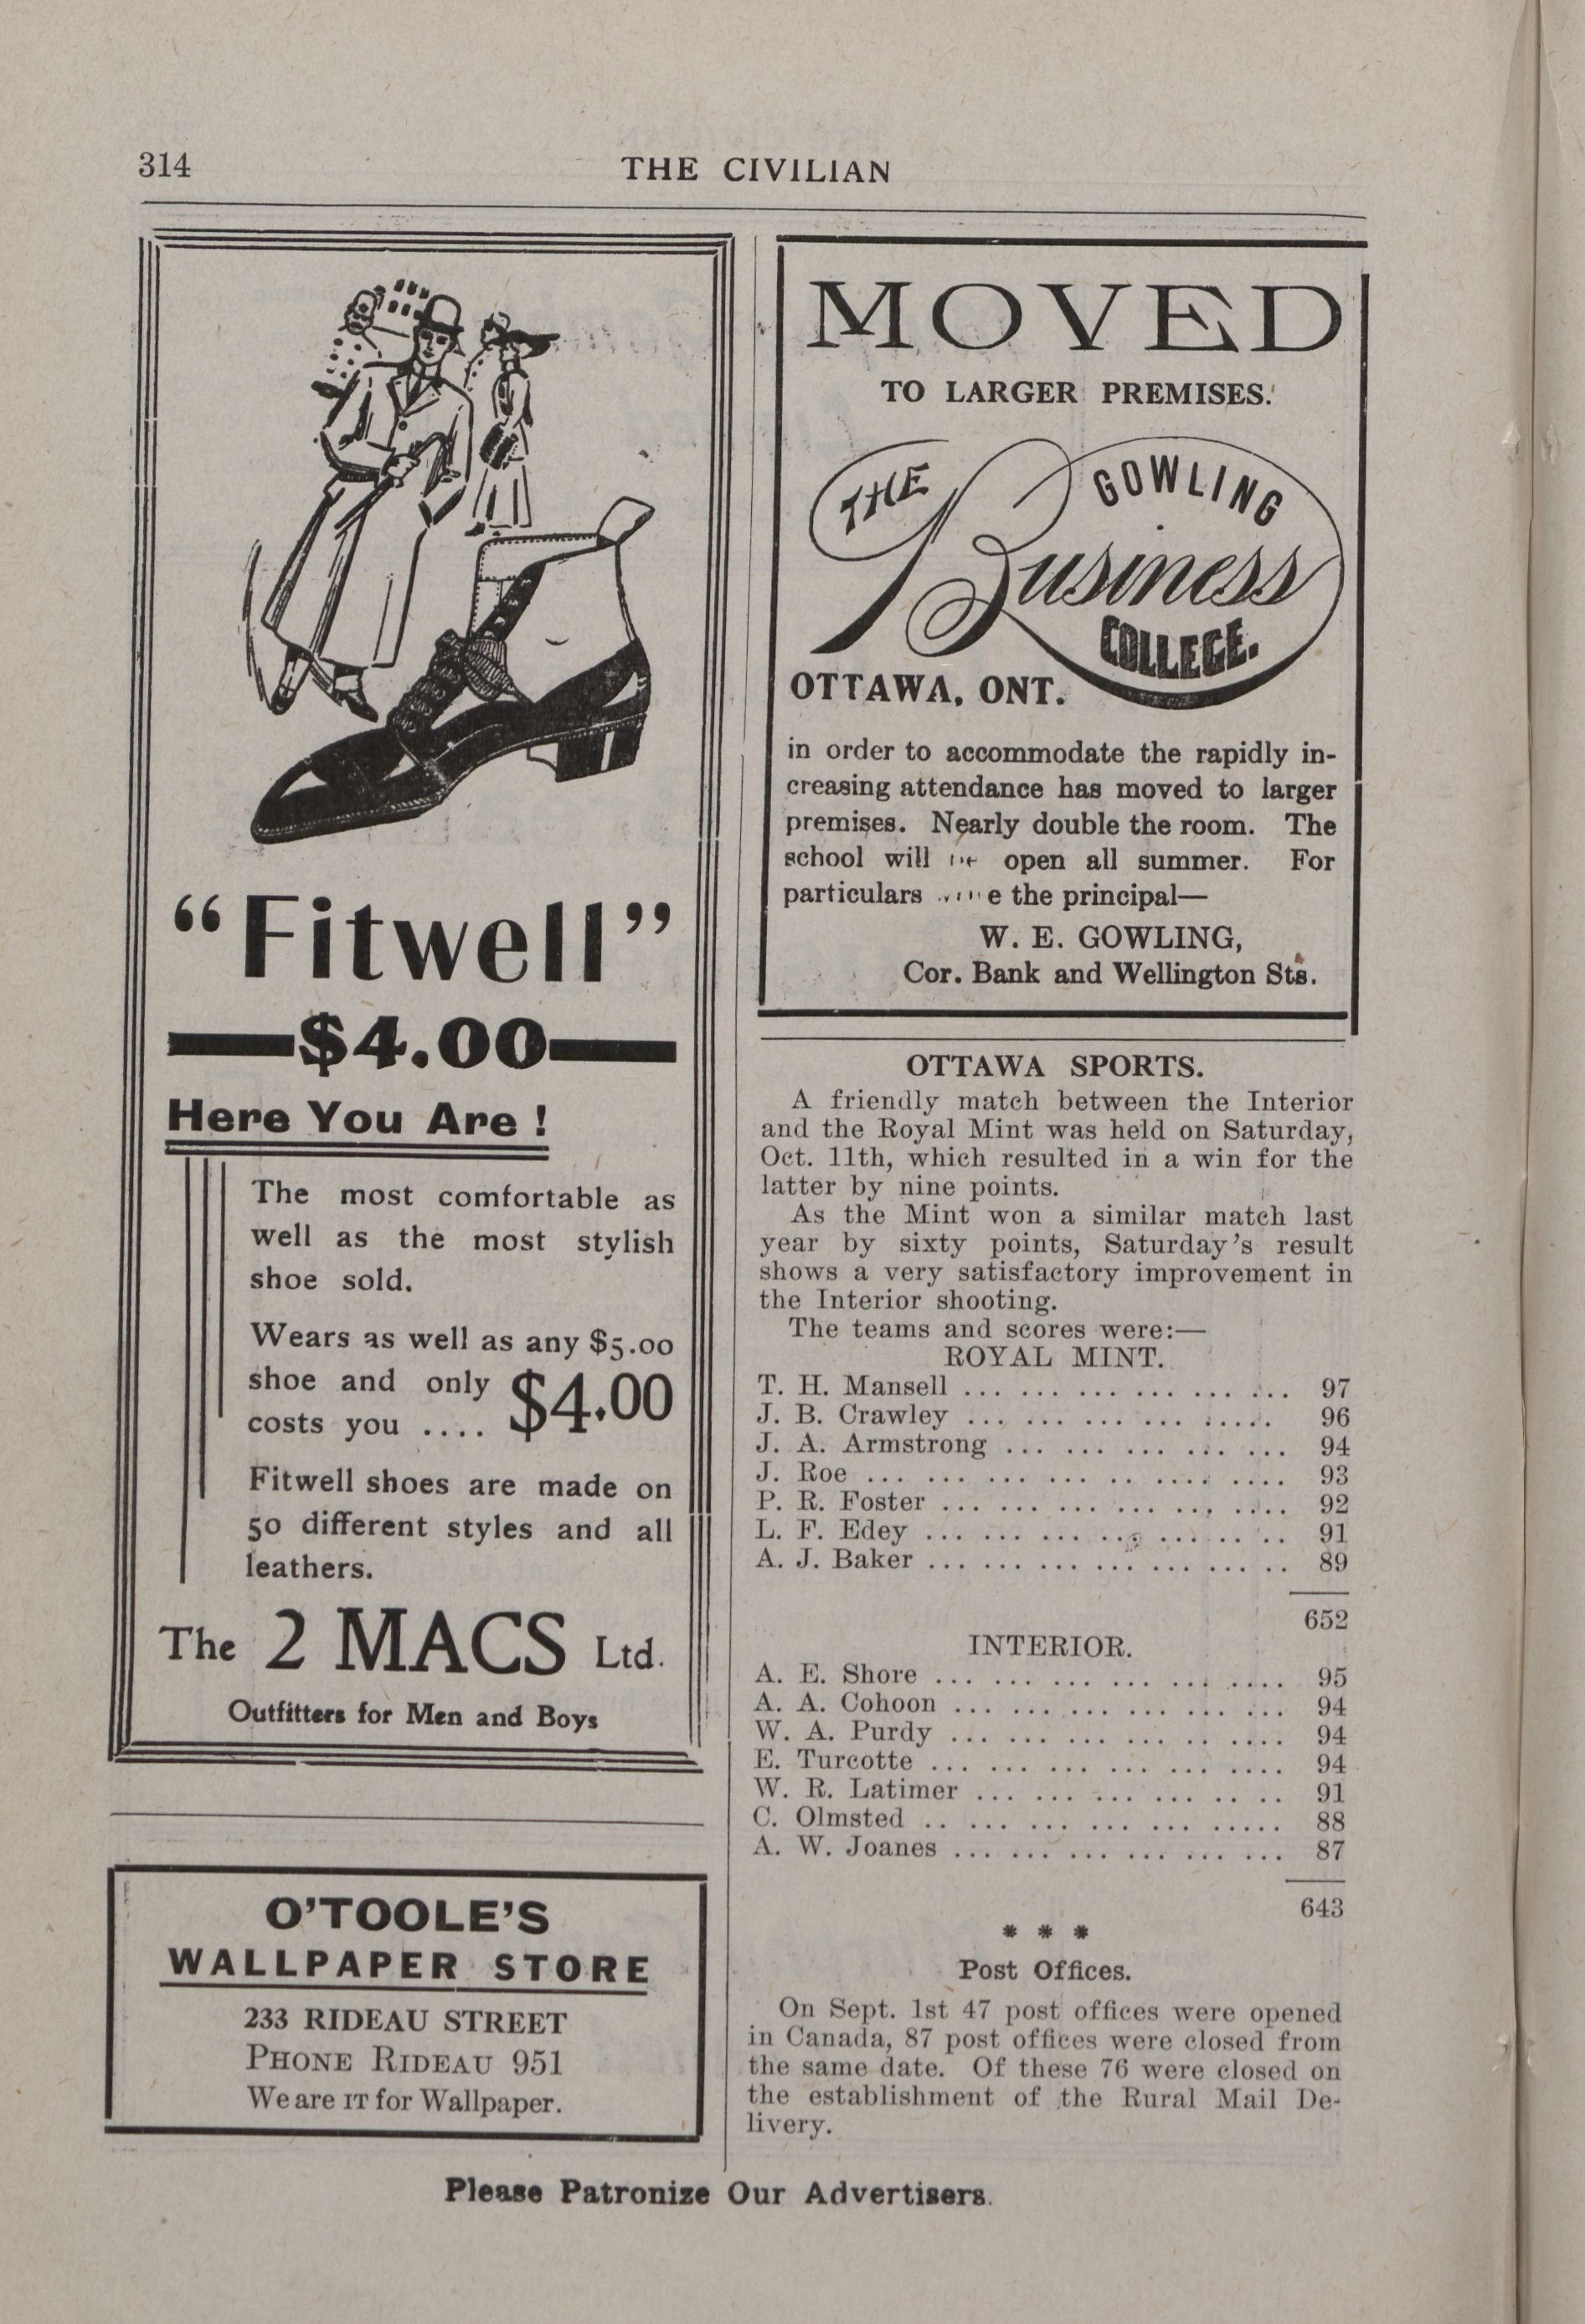 314
THE CIVILIAN
"Fitwell"
$4.00
Here You Are !
The most comfortable as
well as the most stylish
shoe sold.
Wears as well as any $5.00
shoe and only $4.00
costs you ....
Fitwell shoes are made on
50 different styles and all
leathers.
The 2 MACS Ltd.
Outfitters for Men and Boys
O'TOOLE'S
WALLPAPER STORE
233 RIDEAU STREET
PHONE RIDEAU 951
We are IT for Wallpaper.
MOVED
TO LARGER PREMISES.
THE GOWLING
Business
COLLEGE.
OTTAWA, ONT.
in order to accommodate the rapidly in-
creasing attendance has moved to larger
premises. Nearly double the room. The
school will open all summer. For
particulars the principal—
W. E. GOWLING,
Cor. Bank and Wellington Sts.
OTTAWA SPORTS.
A friendly match between the Interior
and the Royal Mint was held on Saturday,
Oct. 11th, which resulted in a win for the
latter by nine points.
As the Mint won a similar match last
year by sixty points, Saturday's result
shows a very satisfactory improvement in
the Interior shooting.
The teams and scores were:—
ROYAL MINT.
T. H. Mansell ... ... ... ... ... ... 97
J. B. Crawley ... ... ... ... ..... 96
J. A. Armstrong ... ... ... ... ... 94
J. Roe ... ... ... ... .. .... .... 93
P. R. Foster ... ... ... ... ... .... 92
L. F. Edey ... ... ... ... ... ... .. 91
A. J. Baker ... ... ... ... ... ... .. 89
652
INTERIOR.
A. E. Shore ... ... ... ... ... .... 95
A. A. Cohoon ... ... ... ... ... ... 94
W. A. Purdy ... ... ... ... .. .... 94
E. Turcotte ... ... ... ... ... .... 94
W. R. Latimer ... ... ... ... .. .. 91
C. Olmsted .. ... ... ... ... ..... 88
A. W. Joanes ... ... ... ... ... ... 87
643
* * *
Post Offices.
On Sept. 1st 47 post offices were opened
in Canada, 87 post offices were closed from
the same date. Of these 76 were closed on
the establishment of the Rural Mail De-
livery.
Please Patronize Our Advertisers.